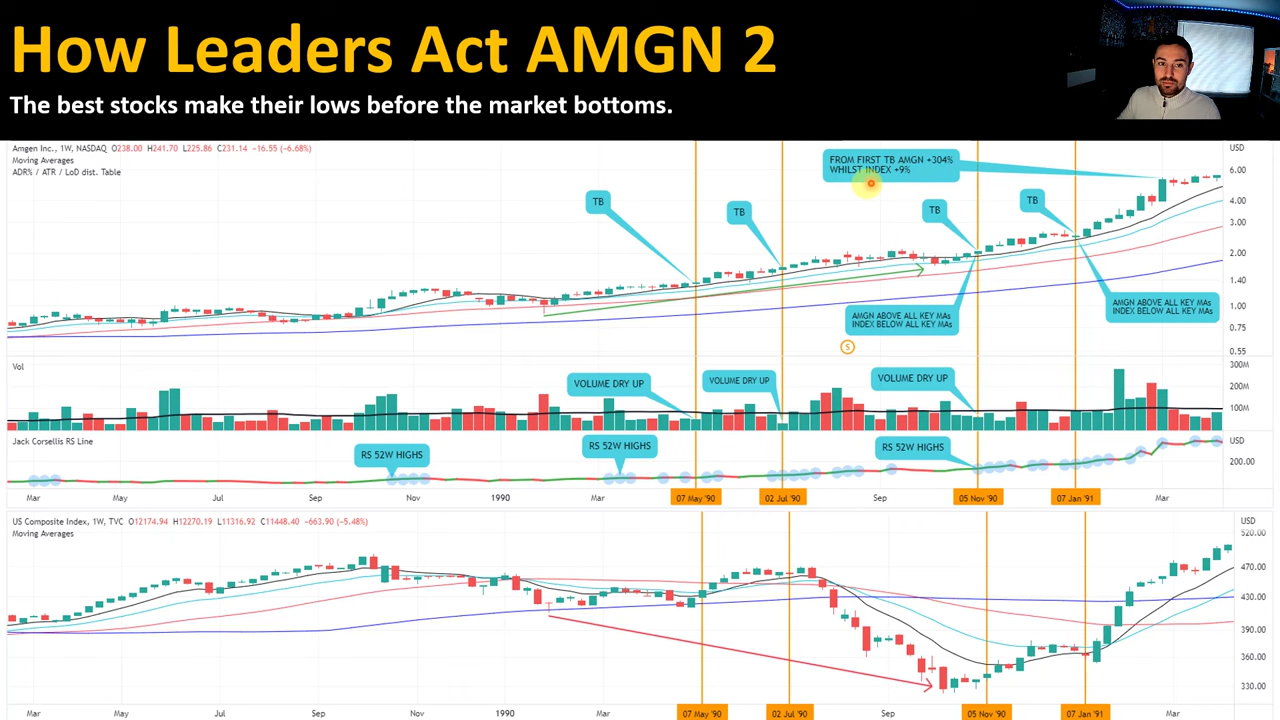 How Leaders Act AMGN 2
The best stocks make their lows before the market bottoms.
Amgen Inc., 1W, NASDAQ O238.00 H241.70 L225.86 C231.14 −16.55 (−6.68%)
Moving Averages
ADR% / ATR / LoD dist. Table
USD
6.00
4.00
3.00
2.00
1.40
1.00
0.75
0.55
FROM FIRST TB AMGN +304%
WHILST INDEX +9%
TB
TB
TB
TB
AMGN ABOVE ALL KEY MAs
INDEX BELOW ALL KEY MAs
AMGN ABOVE ALL KEY MAs
INDEX BELOW ALL KEY MAs
S
Vol
300M
200M
100M
VOLUME DRY UP
VOLUME DRY UP
VOLUME DRY UP
Jack Corsellis RS Line
USD
200.00
RS 52W HIGHS
RS 52W HIGHS
RS 52W HIGHS
Mar May Jul Sep Nov 1990 Mar 07 May '90 02 Jul '90 Sep 05 Nov '90 07 Jan '91 Mar
US Composite Index, 1W, TVC O12174.94 H12270.19 L11316.92 C11448.40 −663.90 (−5.48%)
Moving Averages
USD
520.00
470.00
430.00
390.00
360.00
330.00
Mar May Jul Sep Nov 1990 Mar 07 May '90 02 Jul '90 Sep 05 Nov '90 07 Jan '91 Mar